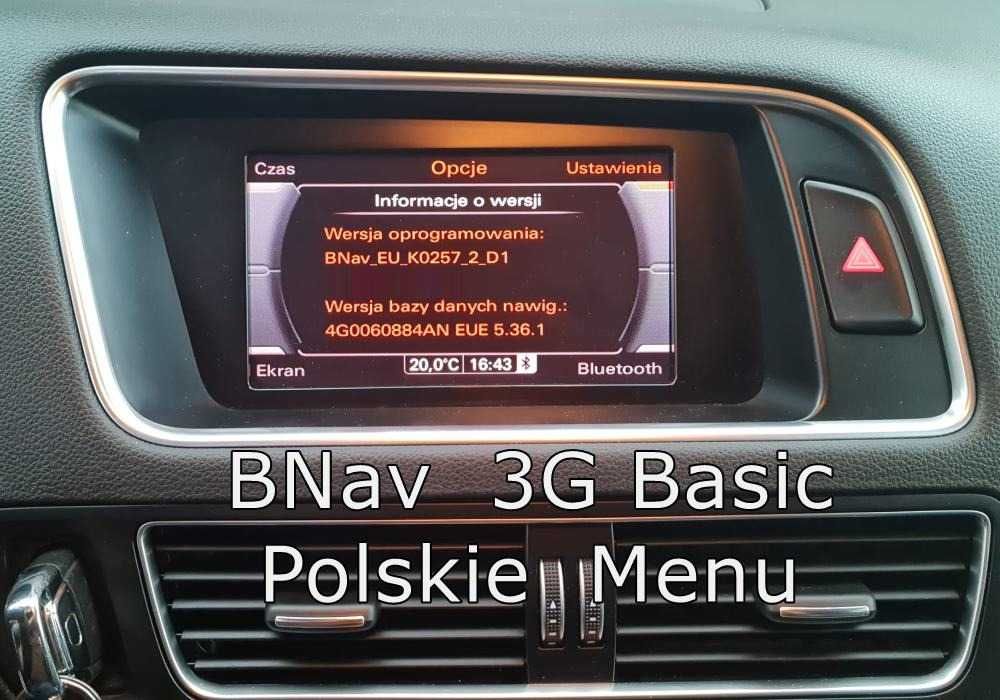 Czas Opcje Ustawienia
Informacje o wersji
Wersja oprogramowania:
BNav_EU_K0257_2_D1
Wersja bazy danych nawig.:
4G0060884AN EUE 5.36.1
Ekran 20,0°C 16:43 Bluetooth
BNav 3G Basic
Polskie Menu